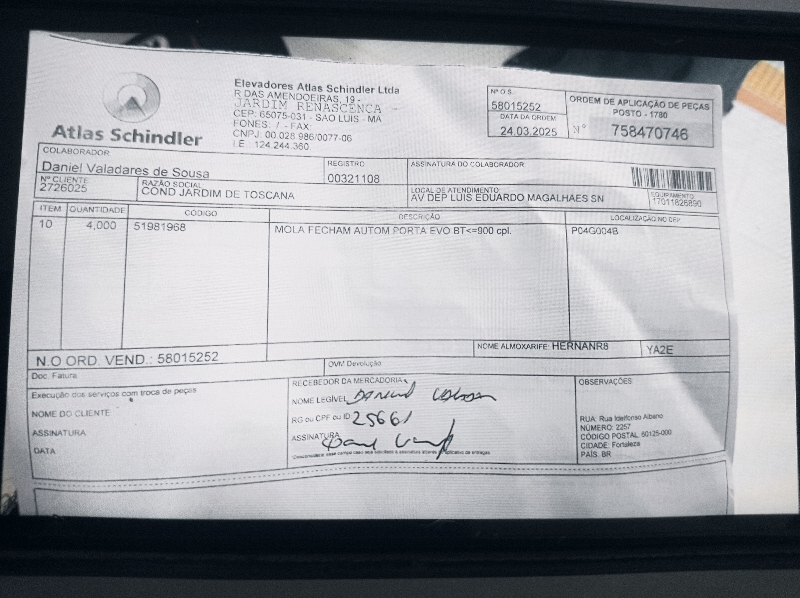 Atlas Schindler
Elevadores Atlas Schindler Ltda
R DAS AMENDOEIRAS, 19 -
JARDIM RENASCENCA -
CEP: 65075-031 - SAO LUIS - MA
FONES: / - FAX:
CNPJ: 00.028.986/0077-06
I.E : 124.244.360.
Nº O.S.
58015252
DATA DA ORDEM
24.03.2025
ORDEM DE APLICAÇÃO DE PEÇAS
POSTO - 1780
Nº 758470746
COLABORADOR
Daniel Valadares de Sousa
REGISTRO
00321108
ASSINATURA DO COLABORADOR
Nº CLIENTE
2726025
RAZÃO SOCIAL
COND JARDIM DE TOSCANA
LOCAL DE ATENDIMENTO
AV DEP LUIS EDUARDO MAGALHAES SN
EQUIPAMENTO
ITEM QUANTIDADE CÓDIGO DESCRIÇÃO LOCALIZAÇÃO NO CEP
10 4,000 51981968 MOLA FECHAM AUTOM PORTA EVO BT<=900 cpl. P04G004B
N.O ORD. VEND.: 58015252
NOME ALMOXARIFE: HERNANR8 YA2E
Doc. Fatura
OVM Devolução
Execução dos serviços com troca de peças
NOME DO CLIENTE
ASSINATURA
DATA
RECEBEDOR DA MERCADORIA
NOME LEGÍVEL
RG ou CPF ou ID 25661
ASSINATURA
OBSERVAÇÕES
RUA: Rua Idelfonso Albano
NÚMERO: 2257
CÓDIGO POSTAL: 60125-000
CIDADE: Fortaleza
PAÍS: BR